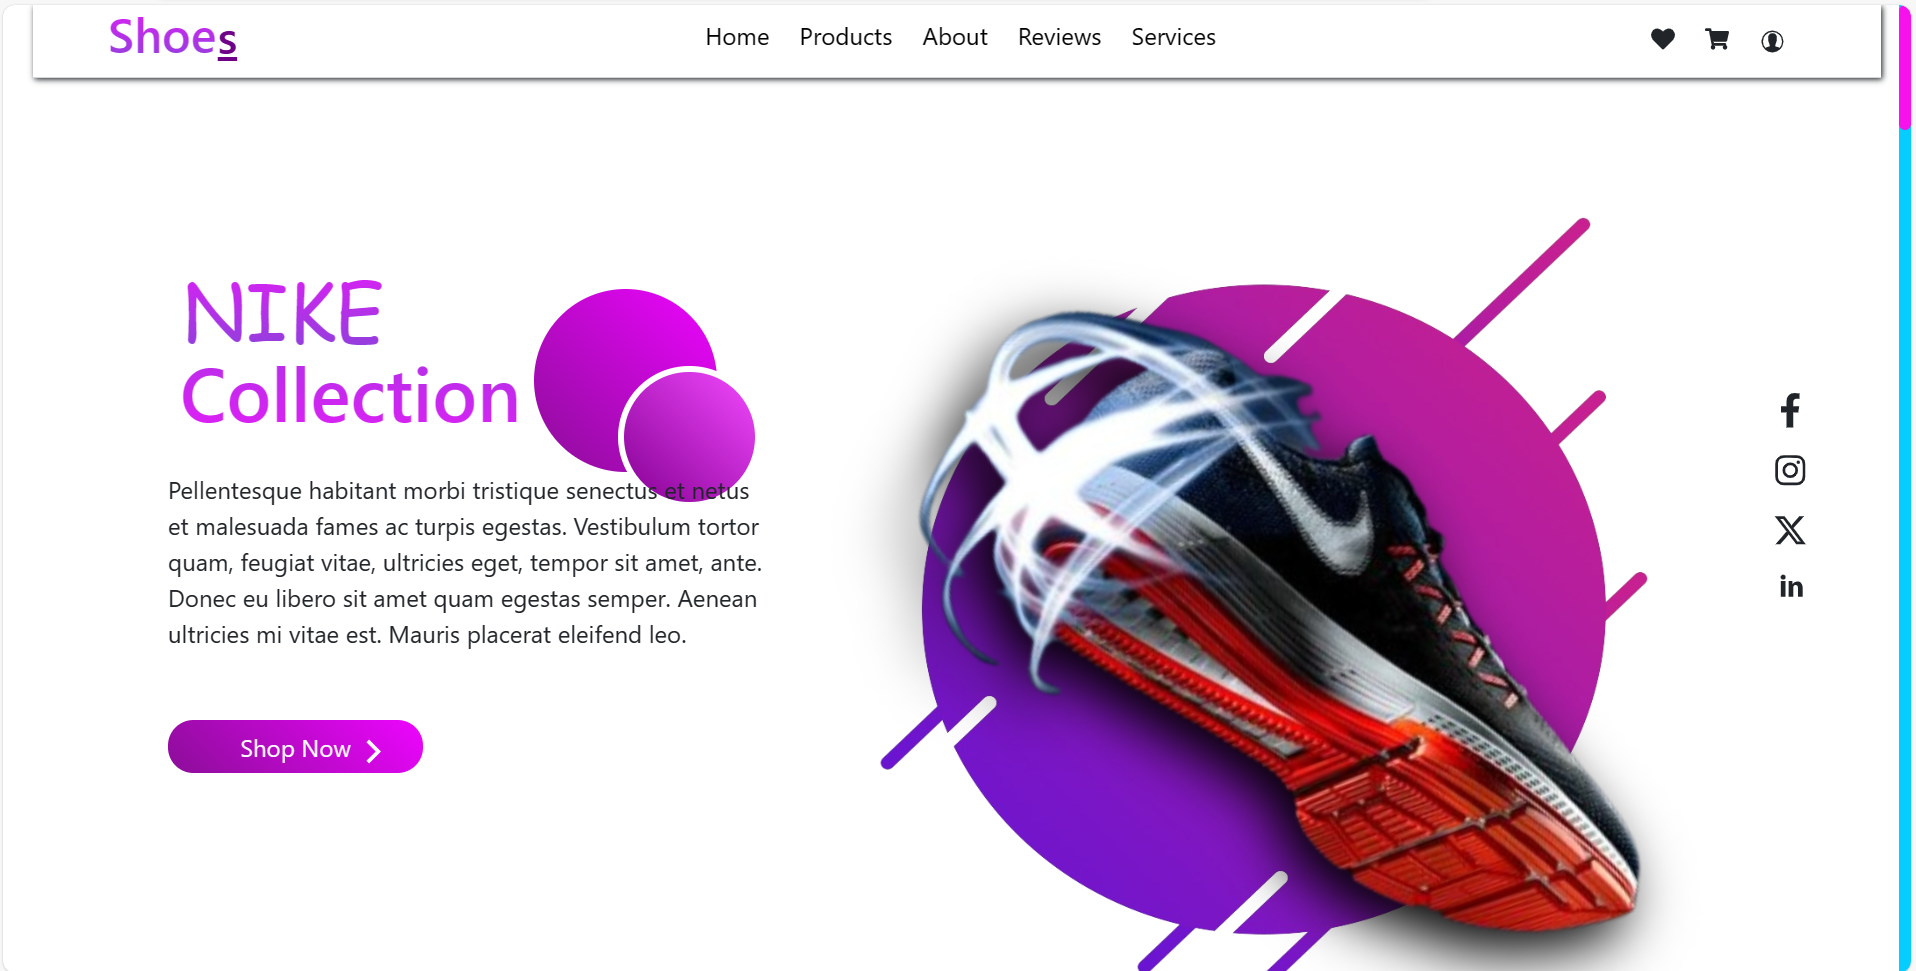 Shoes
Home Products About Reviews Services
NIKE
Collection
Pellentesque habitant morbi tristique senectus et netus
et malesuada fames ac turpis egestas. Vestibulum tortor
quam, feugiat vitae, ultricies eget, tempor sit amet, ante.
Donec eu libero sit amet quam egestas semper. Aenean
ultricies mi vitae est. Mauris placerat eleifend leo.
Shop Now